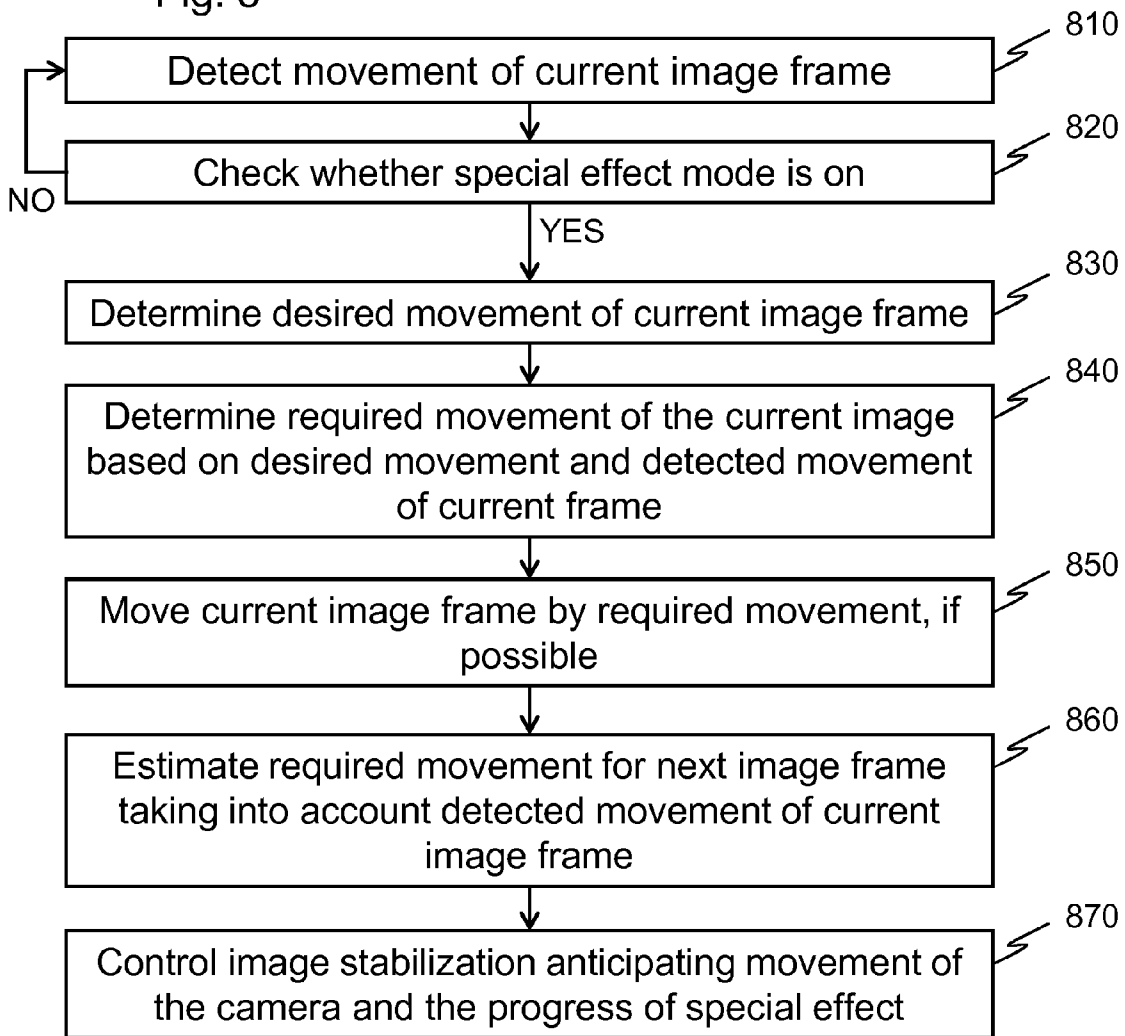 810
Detect movement of current image frame
820
Check whether special effect mode is on
NO
YES
830
Determine desired movement of current image frame
840
Determine required movement of the current image
based on desired movement and detected movement
of current frame
850
Move current image frame by required movement, if
possible
860
Estimate required movement for next image frame
taking into account detected movement of current
image frame
870
Control image stabilization anticipating movement of
the camera and the progress of special effect